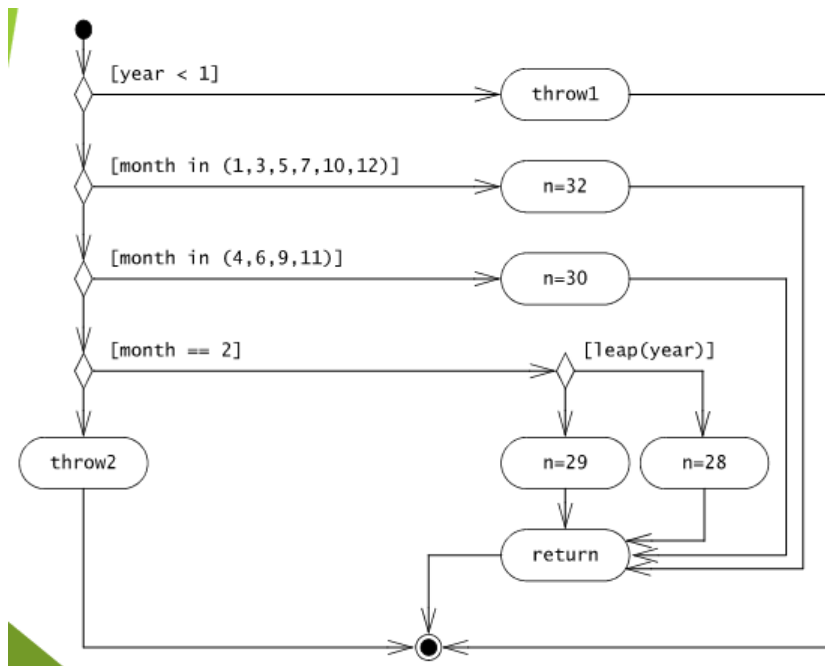 [year < 1]
throw1
[month in (1,3,5,7,10,12)]
n=32
[month in (4,6,9,11)]
n=30
[month == 2]
[leap(year)]
throw2
n=29
n=28
return